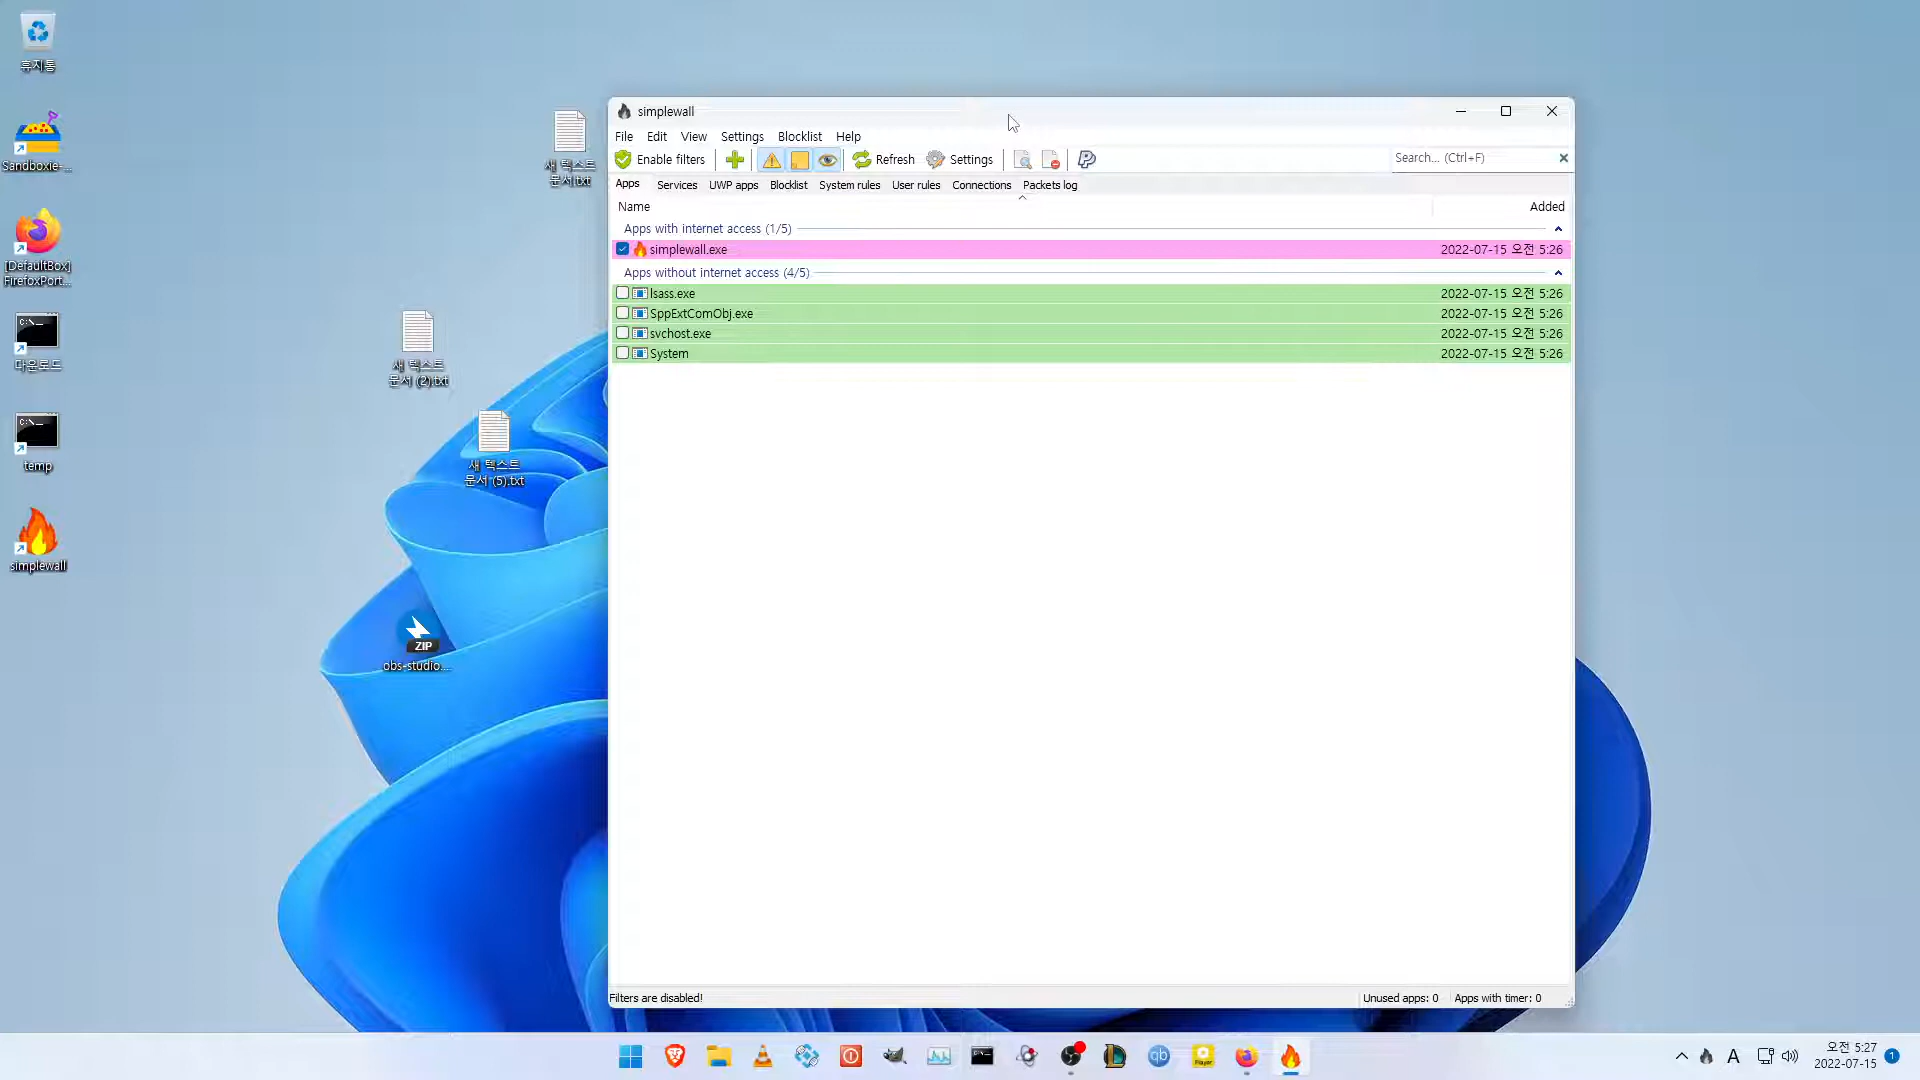 휴지통
Sandboxie-...
[DefaultBox]
FirefoxPort...
다운로드
temp
simplewall
새 텍스트
문서.txt
새 텍스트
문서 (2).txt
새 텍스트
문서 (5).txt
ZIP
obs-studio....
simplewall
File Edit View Settings Blocklist Help
Enable filters Refresh Settings Search... (Ctrl+F)
Apps Services UWP apps Blocklist System rules User rules Connections Packets log
Name Added
Apps with internet access (1/5)
simplewall.exe 2022-07-15 오전 5:26
Apps without internet access (4/5)
lsass.exe 2022-07-15 오전 5:26
SppExtComObj.exe 2022-07-15 오전 5:26
svchost.exe 2022-07-15 오전 5:26
System 2022-07-15 오전 5:26
Filters are disabled! Unused apps: 0 Apps with timer: 0
qb
Player
A
오전 5:27
2022-07-15
1